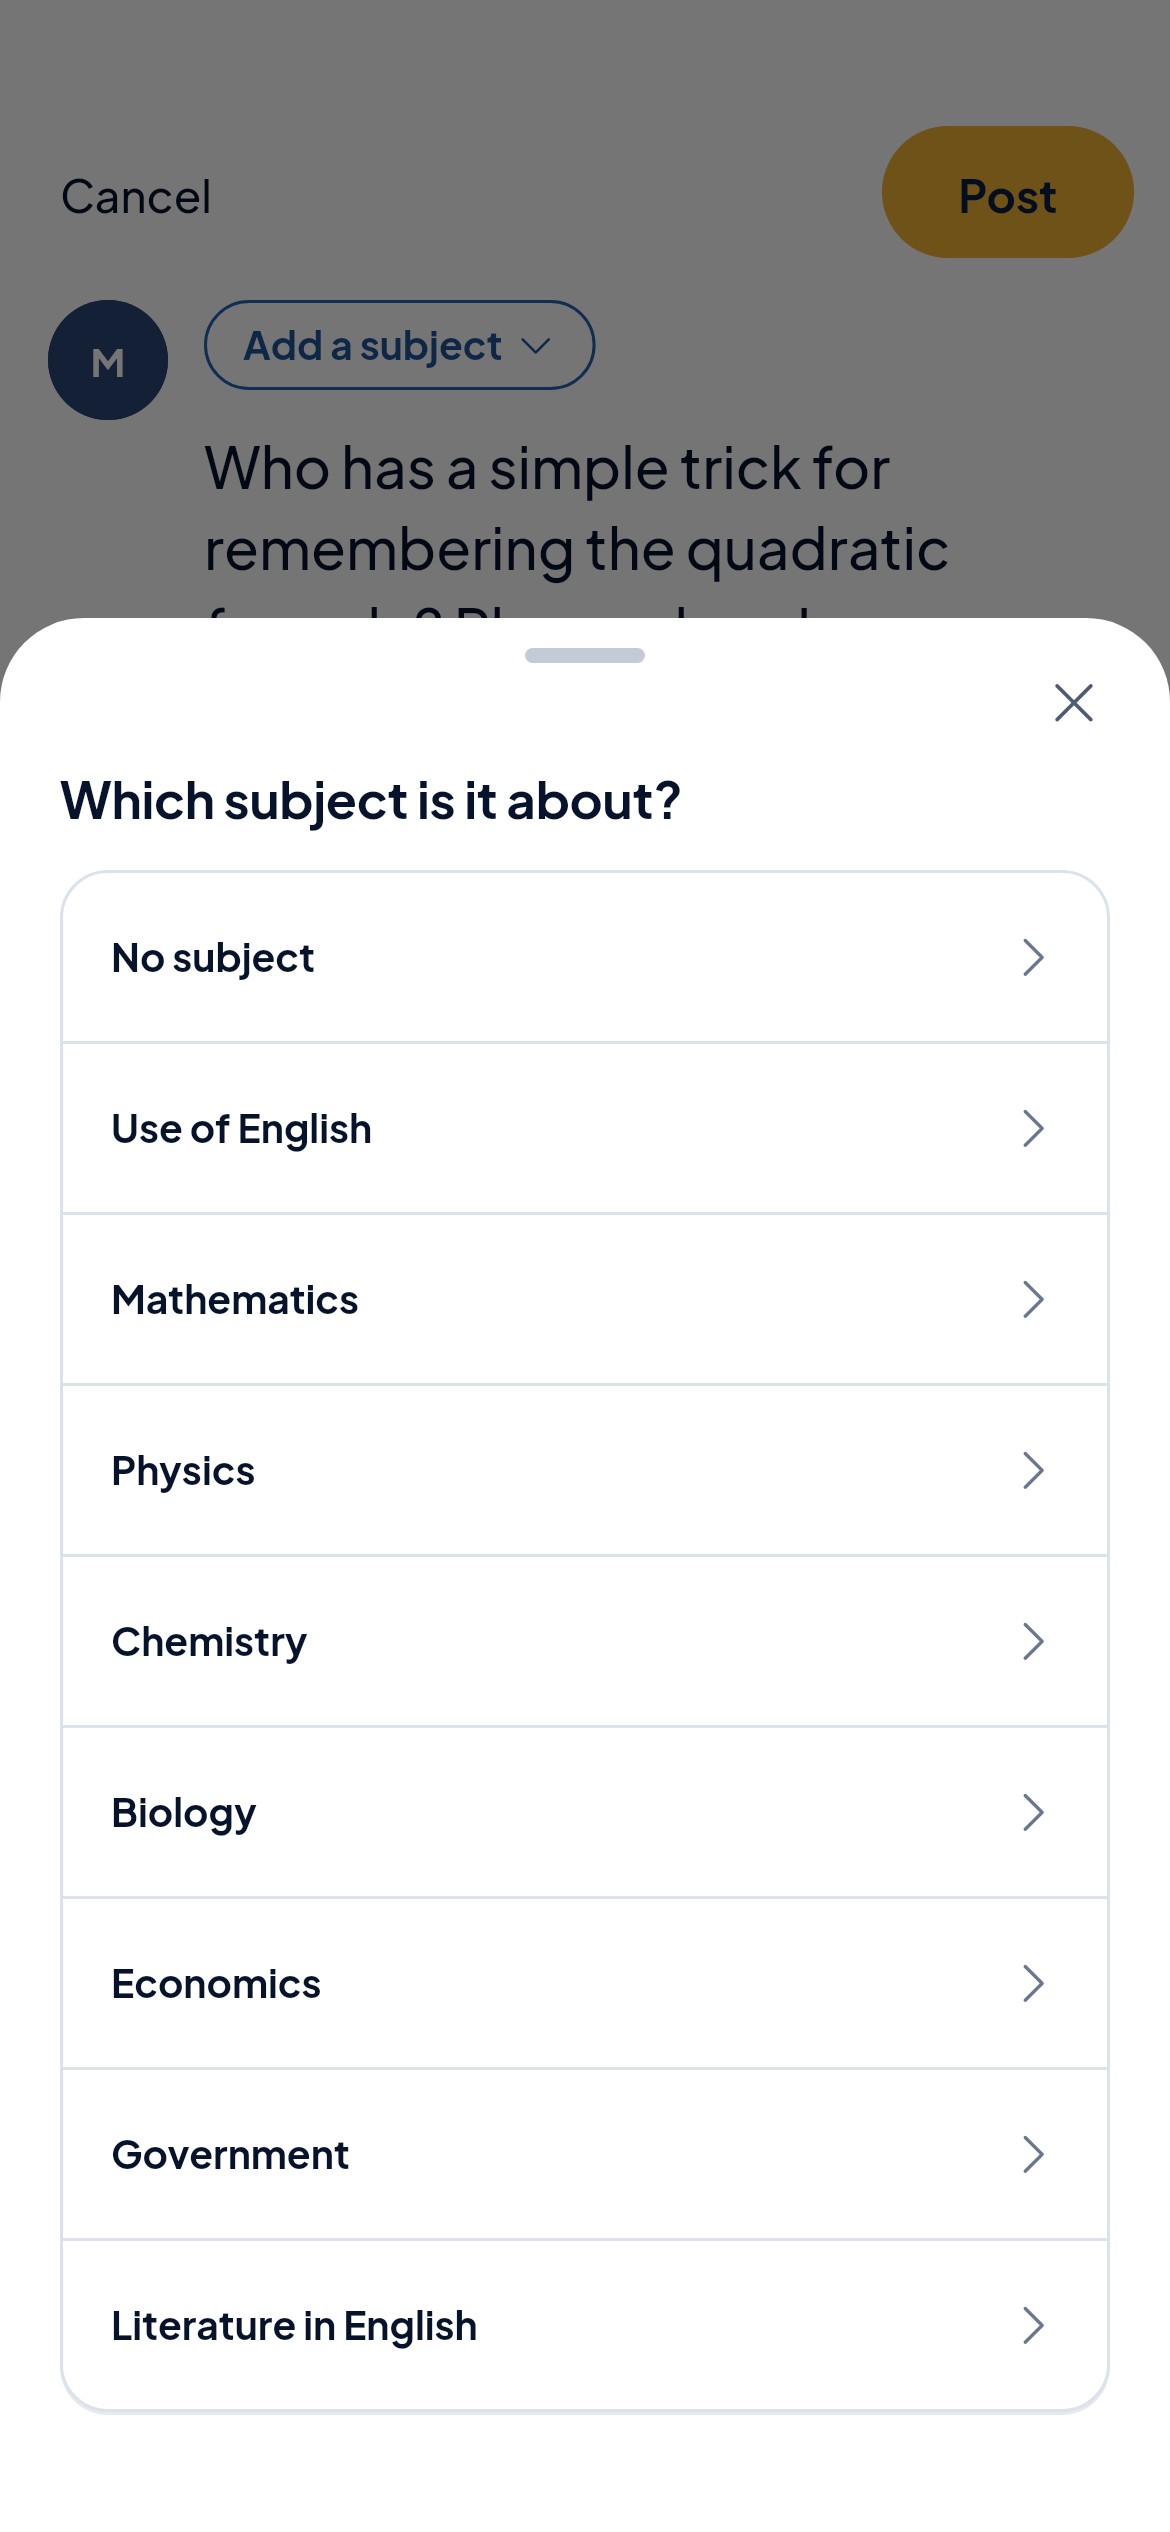 Cancel
Post
M
Add a subject
Who has a simple trick for
remembering the quadratic
Which subject is it about?
No subject
Use of English
Mathematics
Physics
Chemistry
Biology
Economics
Government
Literature in English